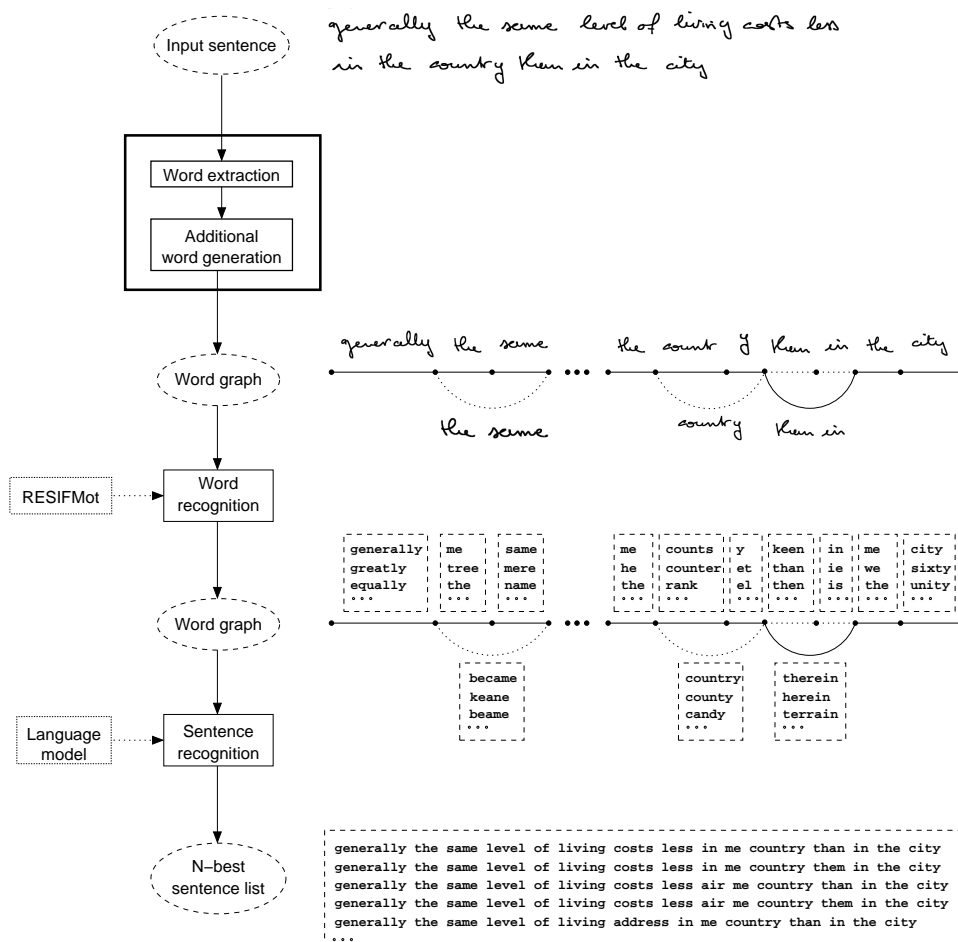 Input sentence
generally the same level of living costs less
in the country than in the city
Word extraction
Additional
word generation
Word graph
generally the same the count y than in the city
the same country than in
RESIFMot
Word
recognition
generally me same me counts y keen in me city
greatly tree mere he counter et than ie we sixty
equally the name the rank el then is the unity
Word graph
became country therein
keane county herein
beame candy terrain
Language
model
Sentence
recognition
N–best
sentence list
generally the same level of living costs less in me country than in the city
generally the same level of living costs less in me country them in the city
generally the same level of living costs less air me country than in the city
generally the same level of living costs less air me country them in the city
generally the same level of living address in me country than in the city